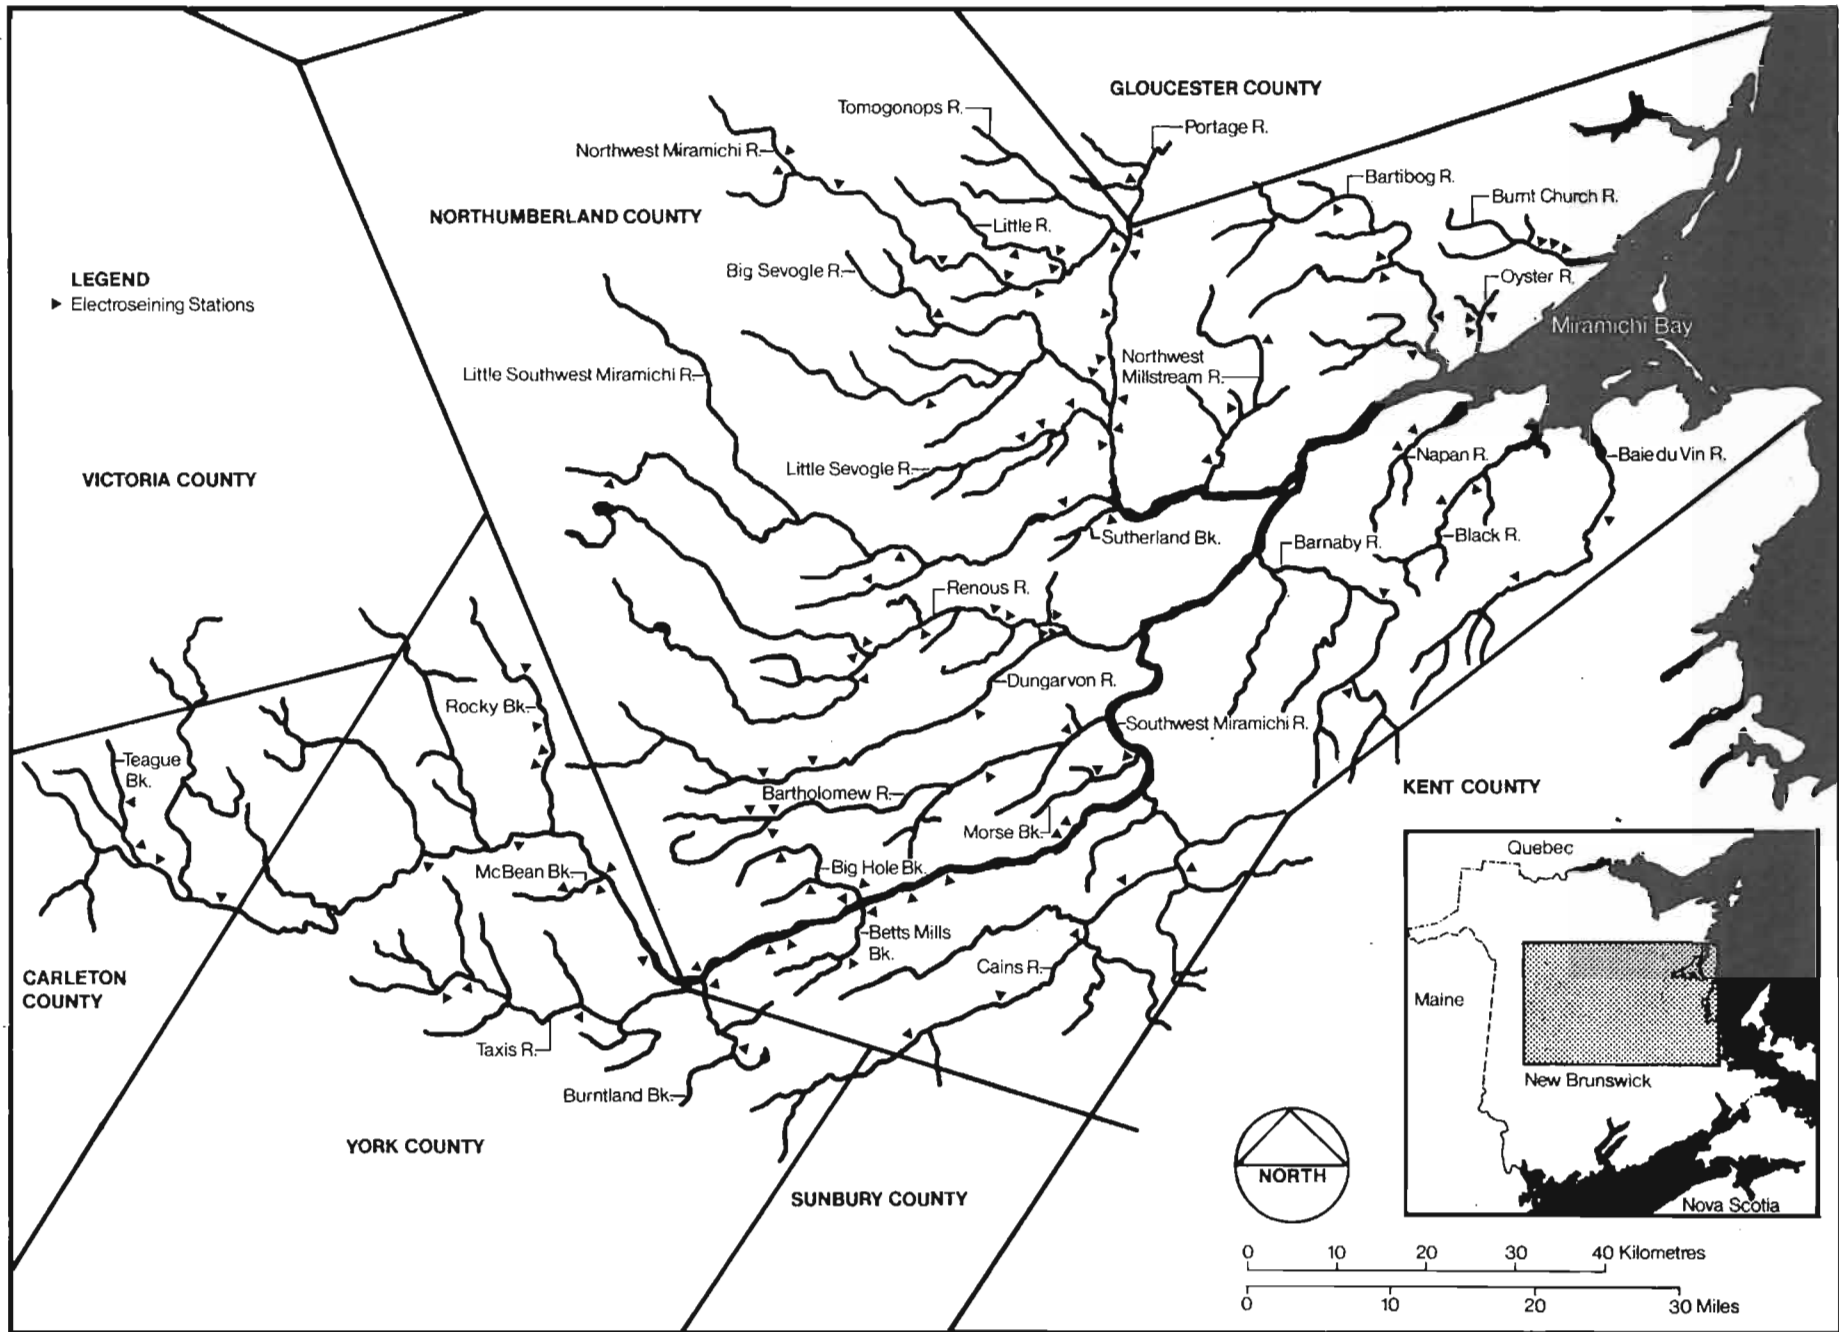 GLOUCESTER COUNTY
Tomogonops R.
Portage R.
Northwest Miramichi R.
Bartibog R.
Burnt Church R.
NORTHUMBERLAND COUNTY
Little R.
Big Sevogle R.
LEGEND
Electroseining Stations
Oyster R.
Miramichi Bay
Little Southwest Miramichi R.
Northwest
Millstream R.
VICTORIA COUNTY
Little Sevogle R.
Napan R.
Baie du Vin R.
Sutherland Bk.
Barnaby R.
Black R.
Renous R.
Dungarvon R.
Rocky Bk.
Southwest Miramichi R.
Teague
Bk.
KENT COUNTY
Bartholomew R.
Morse Bk.
McBean Bk.
Big Hole Bk.
Betts Mills
Bk.
Cains R.
CARLETON
COUNTY
Taxis R.
Burntland Bk.
YORK COUNTY
SUNBURY COUNTY
Quebec
Maine
New Brunswick
Nova Scotia
NORTH
0 10 20 30 40 Kilometres
0 10 20 30 Miles